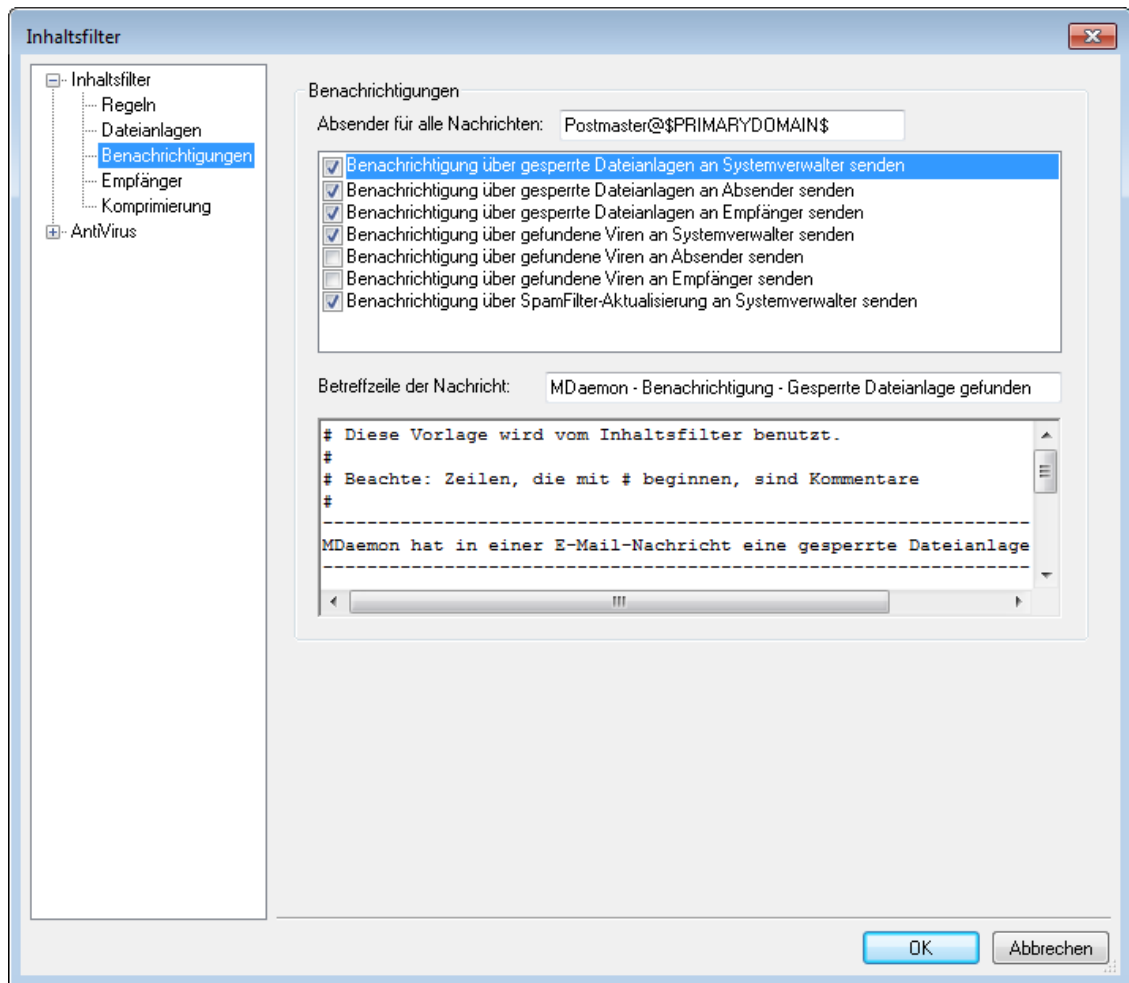 Inhaltsfilter
Inhaltsfilter
Regeln
Dateianlagen
Benachrichtigungen
Empfänger
Komprimierung
AntiVirus
Benachrichtigungen
Absender für alle Nachrichten: Postmaster@$PRIMARYDOMAIN$
Benachrichtigung über gesperrte Dateianlagen an Systemverwalter senden
Benachrichtigung über gesperrte Dateianlagen an Absender senden
Benachrichtigung über gesperrte Dateianlagen an Empfänger senden
Benachrichtigung über gefundene Viren an Systemverwalter senden
Benachrichtigung über gefundene Viren an Absender senden
Benachrichtigung über gefundene Viren an Empfänger senden
Benachrichtigung über SpamFilter-Aktualisierung an Systemverwalter senden
Betreffzeile der Nachricht: MDaemon - Benachrichtigung - Gesperrte Dateianlage gefunden
# Diese Vorlage wird vom Inhaltsfilter benutzt.
#
# Beachte: Zeilen, die mit # beginnen, sind Kommentare
#
----------------------------------------------------------------
MDaemon hat in einer E-Mail-Nachricht eine gesperrte Dateianlage
----------------------------------------------------------------
OK Abbrechen